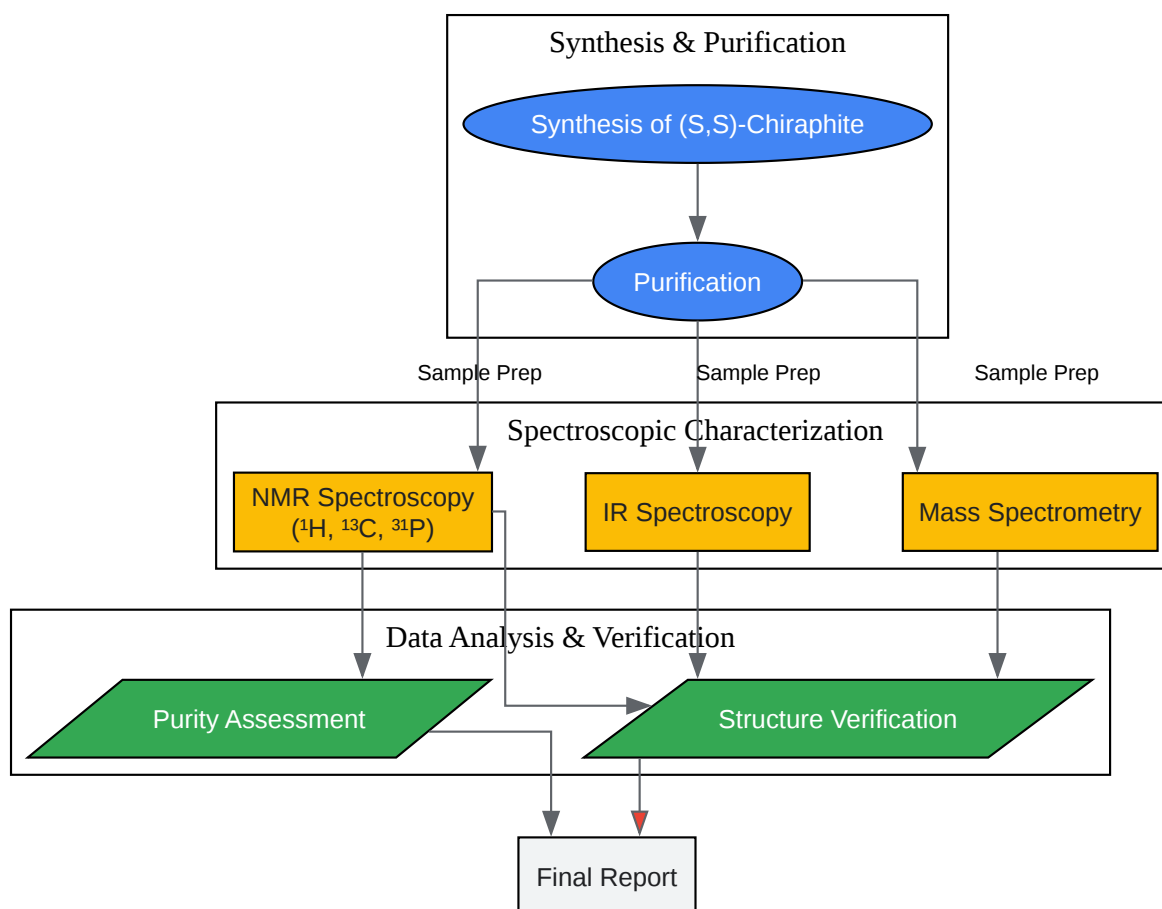 Synthesis & Purification
Synthesis of (S,S)-Chiraphite
Purification
Sample Prep
Sample Prep
Sample Prep
Spectroscopic Characterization
NMR Spectroscopy
(¹H, ¹³C, ³¹P)
IR Spectroscopy
Mass Spectrometry
Data Analysis & Verification
Purity Assessment
Structure Verification
Final Report